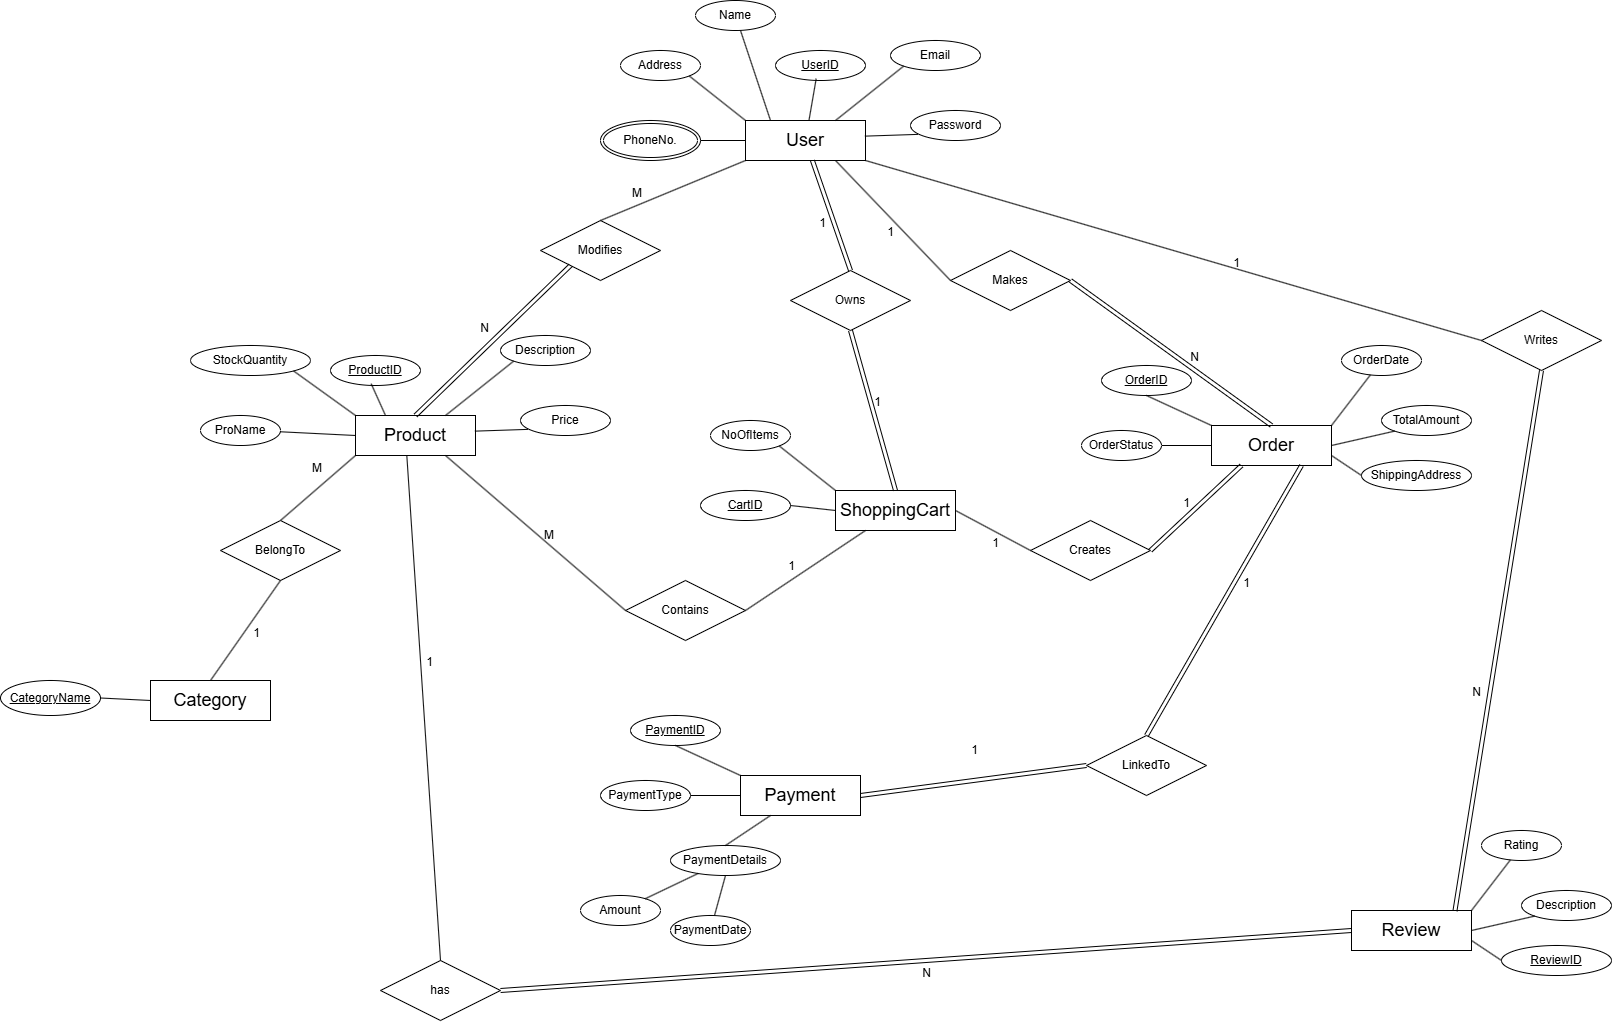 Name
Address
UserID
Email
PhoneNo.
User
Password
M
Modifies
1
Owns
1
Makes
1
Writes
N
StockQuantity
ProductID
Description
ProName
Product
Price
1
N
OrderID
OrderDate
OrderStatus
Order
TotalAmount
ShippingAddress
NoOfItems
CartID
ShoppingCart
M
BelongTo
M
Contains
1
1
Creates
1
1
1
Category
CategoryName
1
PaymentID
PaymentType
Payment
1
LinkedTo
N
PaymentDetails
Amount
PaymentDate
Rating
Description
Review
ReviewID
has
N